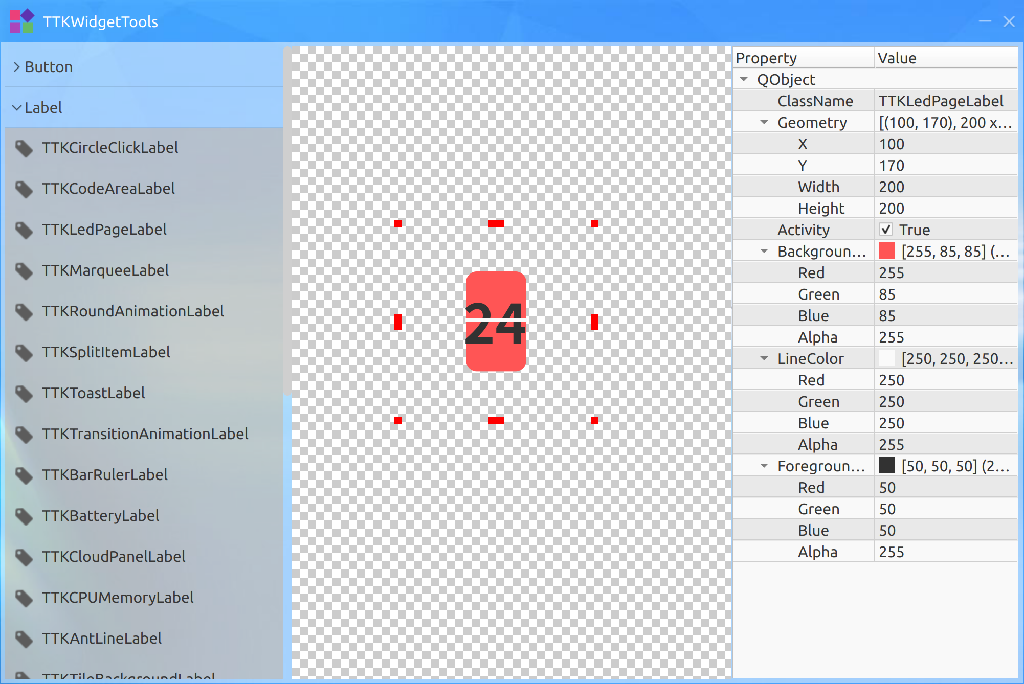 TTKWidgetTools
Button
Label
TTKCircleClickLabel
TTKCodeAreaLabel
TTKLedPageLabel
TTKMarqueeLabel
TTKRoundAnimationLabel
TTKSplitItemLabel
TTKToastLabel
TTKTransitionAnimationLabel
TTKBarRulerLabel
TTKBatteryLabel
TTKCloudPanelLabel
TTKCPUMemoryLabel
TTKAntLineLabel
TTKTileBackgroundLabel
24
Property Value
QObject
ClassName TTKLedPageLabel
Geometry [(100, 170), 200 x...
X 100
Y 170
Width 200
Height 200
Activity True
Backgroun... [255, 85, 85] (...
Red 255
Green 85
Blue 85
Alpha 255
LineColor [250, 250, 250...
Red 250
Green 250
Blue 250
Alpha 255
Foregroun... [50, 50, 50] (2...
Red 50
Green 50
Blue 50
Alpha 255